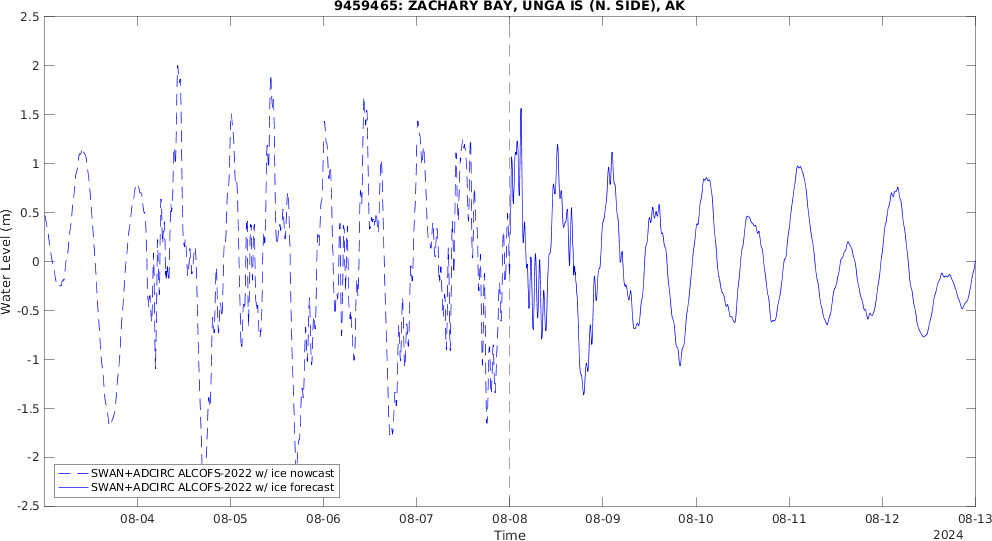 9459465: ZACHARY BAY, UNGA IS (N. SIDE), AK
2.5
2
1.5
1
0.5
0
-0.5
-1
-1.5
-2
-2.5
Water Level (m)
SWAN+ADCIRC ALCOFS-2022 w/ ice nowcast
SWAN+ADCIRC ALCOFS-2022 w/ ice forecast
08-04 08-05 08-06 08-07 08-08 08-09 08-10 08-11 08-12 08-13
Time
2024